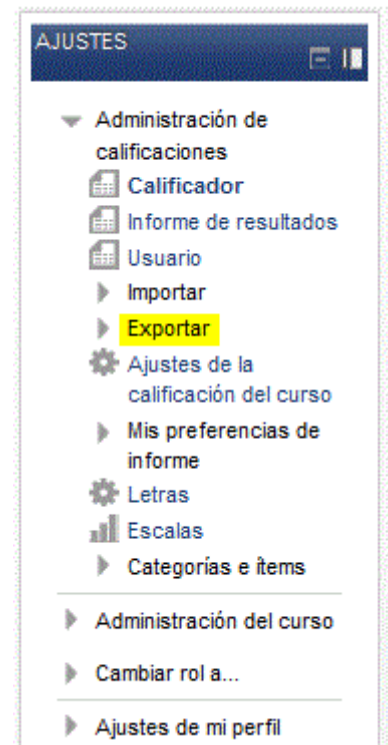 AJUSTES
Administración de
calificaciones
Calificador
Informe de resultados
Usuario
Importar
Exportar
Ajustes de la
calificación del curso
Mis preferencias de
informe
Letras
Escalas
Categorías e ítems
Administración del curso
Cambiar rol a...
Ajustes de mi perfil